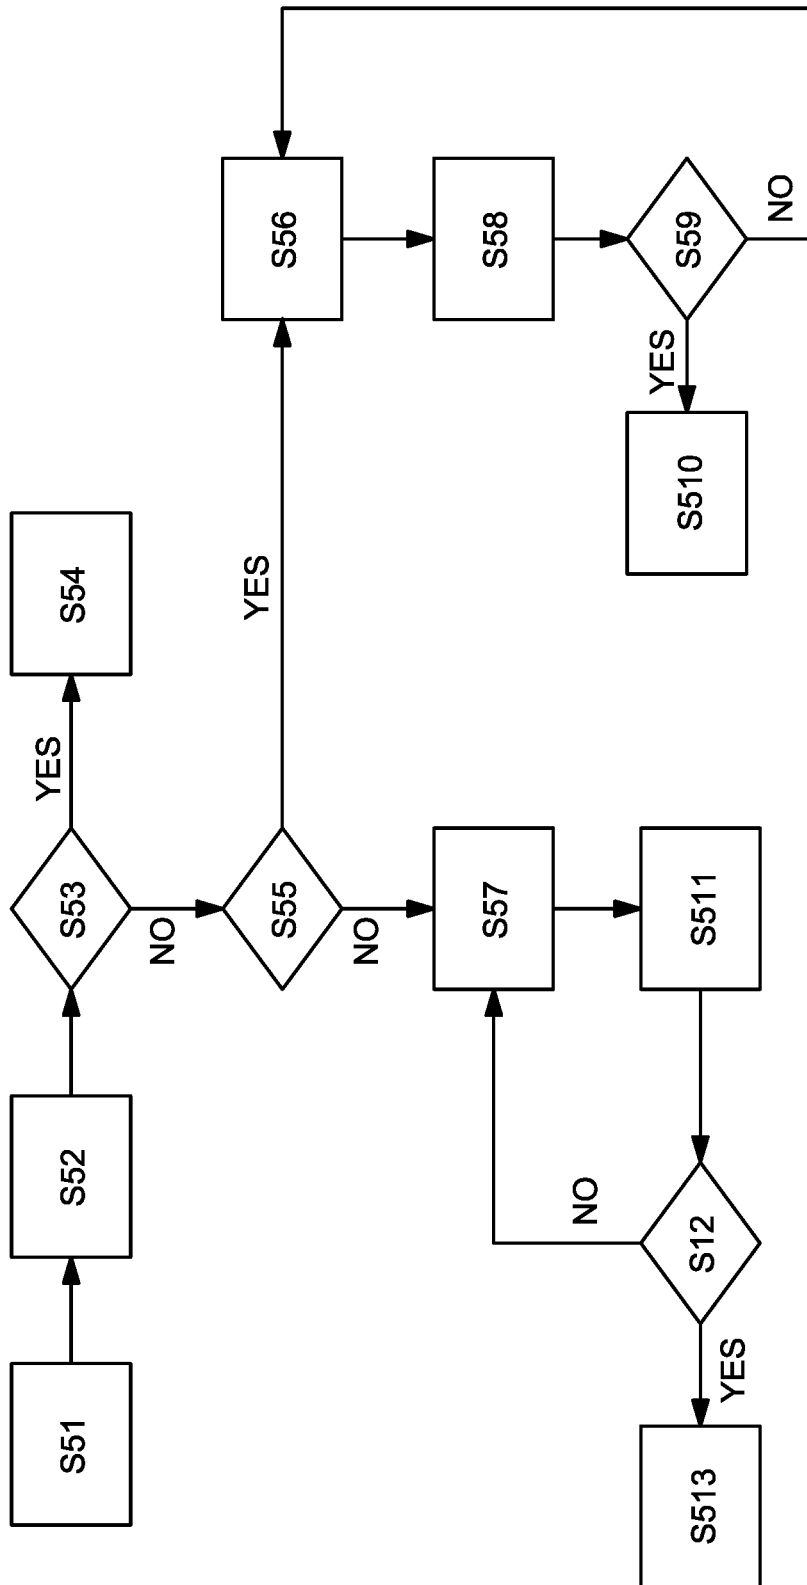 S51
S52
S53
YES
S54
NO
S55
YES
S56
NO
S57
S58
S511
S12
NO
YES
S513
S59
YES
S510
NO